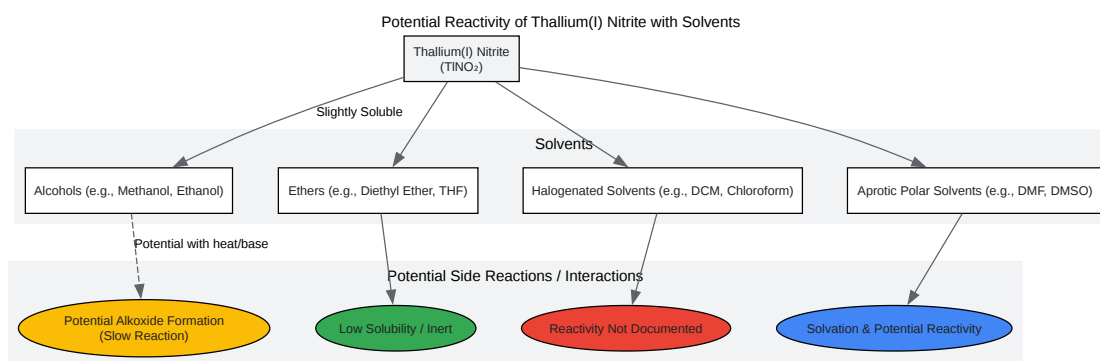 Potential Reactivity of Thallium(I) Nitrite with Solvents
Thallium(I) Nitrite
(TlNO₂)
Slightly Soluble
Solvents
Alcohols (e.g., Methanol, Ethanol)
Ethers (e.g., Diethyl Ether, THF)
Halogenated Solvents (e.g., DCM, Chloroform)
Aprotic Polar Solvents (e.g., DMF, DMSO)
Potential with heat/base
Potential Side Reactions / Interactions
Potential Alkoxide Formation
(Slow Reaction)
Low Solubility / Inert
Reactivity Not Documented
Solvation & Potential Reactivity